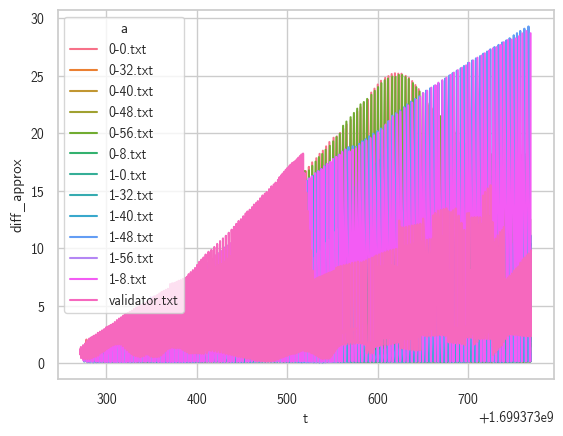 a
0-0.txt
0-32.txt
0-40.txt
0-48.txt
0-56.txt
0-8.txt
1-0.txt
1-32.txt
1-40.txt
1-48.txt
1-56.txt
1-8.txt
validator.txt
diff_approx
30
25
20
15
10
5
0
300 400 500 600 700
t
+1.699373e9